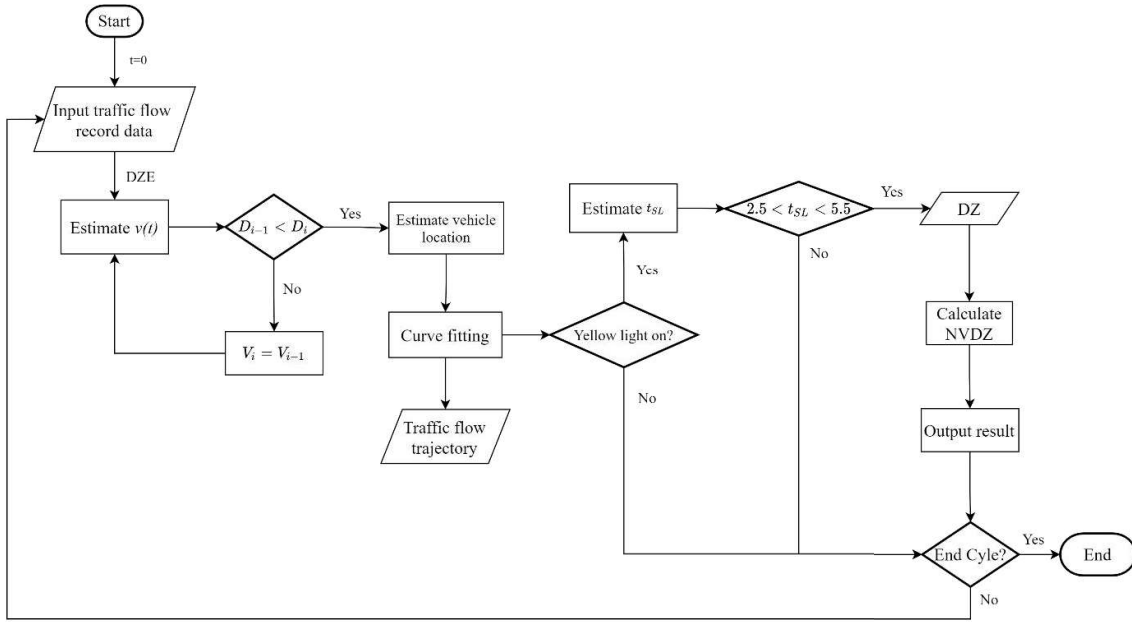 Start
t=0
Input traffic flow
record data
DZE
Estimate v(t)
D_{i-1} < D_i
Yes
No
V_i = V_{i-1}
Estimate vehicle
location
Curve fitting
Traffic flow
trajectory
Yellow light on?
Yes
No
Estimate t_{SL}
2.5 < t_{SL} < 5.5
Yes
No
DZ
Calculate
NVDZ
Output result
End Cyle?
Yes
No
End